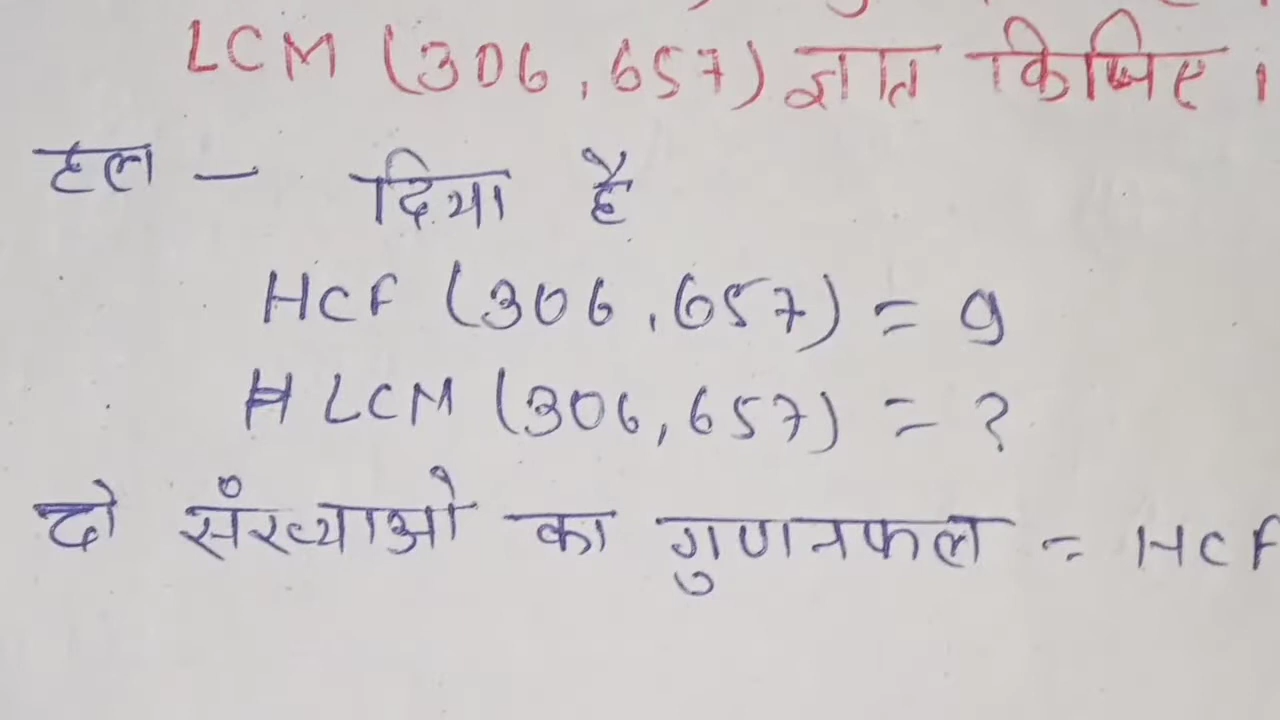 LCM (306, 657) ज्ञात किजिए।
हल - दिया है
HCF (306, 657) = 9
H LCM (306, 657) = ?
दो संख्याओ का गुणनफल = HCF